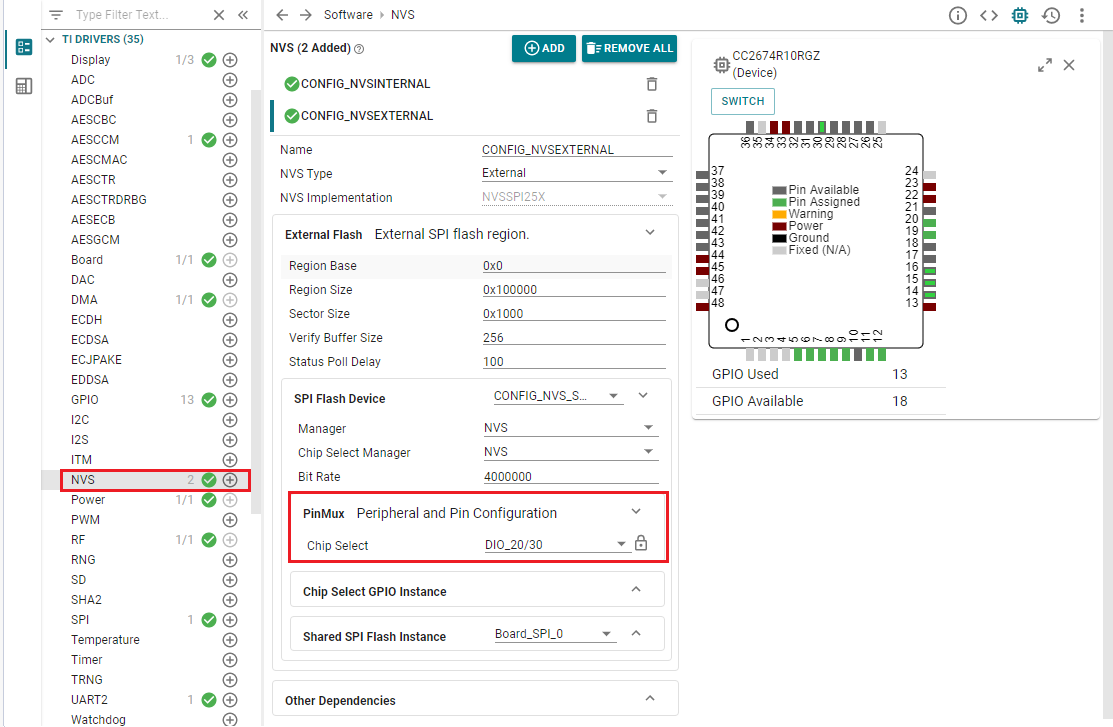 Type Filter Text...
Software > NVS
TI DRIVERS (35)
Display 1/3
ADC
ADCBuf
AESCBC
AESCCM 1
AESCMAC
AESCTR
AESCTRDRBG
AESECB
AESGCM
Board 1/1
DAC
DMA 1/1
ECDH
ECDSA
ECJPAKE
EDDSA
GPIO 13
I2C
I2S
ITM
NVS 2
Power 1/1
PWM
RF 1/1
RNG
SD
SHA2
SPI 1
Temperature
Timer
TRNG
UART2 1
Watchdog
NVS (2 Added)
ADD
REMOVE ALL
CONFIG_NVSINTERNAL
CONFIG_NVSEXTERNAL
Name CONFIG_NVSEXTERNAL
NVS Type External
NVS Implementation NVSSPI25X
External Flash External SPI flash region.
Region Base 0x0
Region Size 0x100000
Sector Size 0x1000
Verify Buffer Size 256
Status Poll Delay 100
SPI Flash Device CONFIG_NVS_S...
Manager NVS
Chip Select Manager NVS
Bit Rate 4000000
PinMux Peripheral and Pin Configuration
Chip Select DIO_20/30
Chip Select GPIO Instance
Shared SPI Flash Instance Board_SPI_0
Other Dependencies
CC2674R10RGZ
(Device)
SWITCH
36 35 34 33 32 31 30 29 28 27 26 25
37 24
38 23
39 22
40 21
41 20
42 19
43 18
44 17
45 16
46 15
47 14
48 13
Pin Available
Pin Assigned
Warning
Power
Ground
Fixed (N/A)
1 2 3 4 5 6 7 8 9 10 11 12
GPIO Used 13
GPIO Available 18